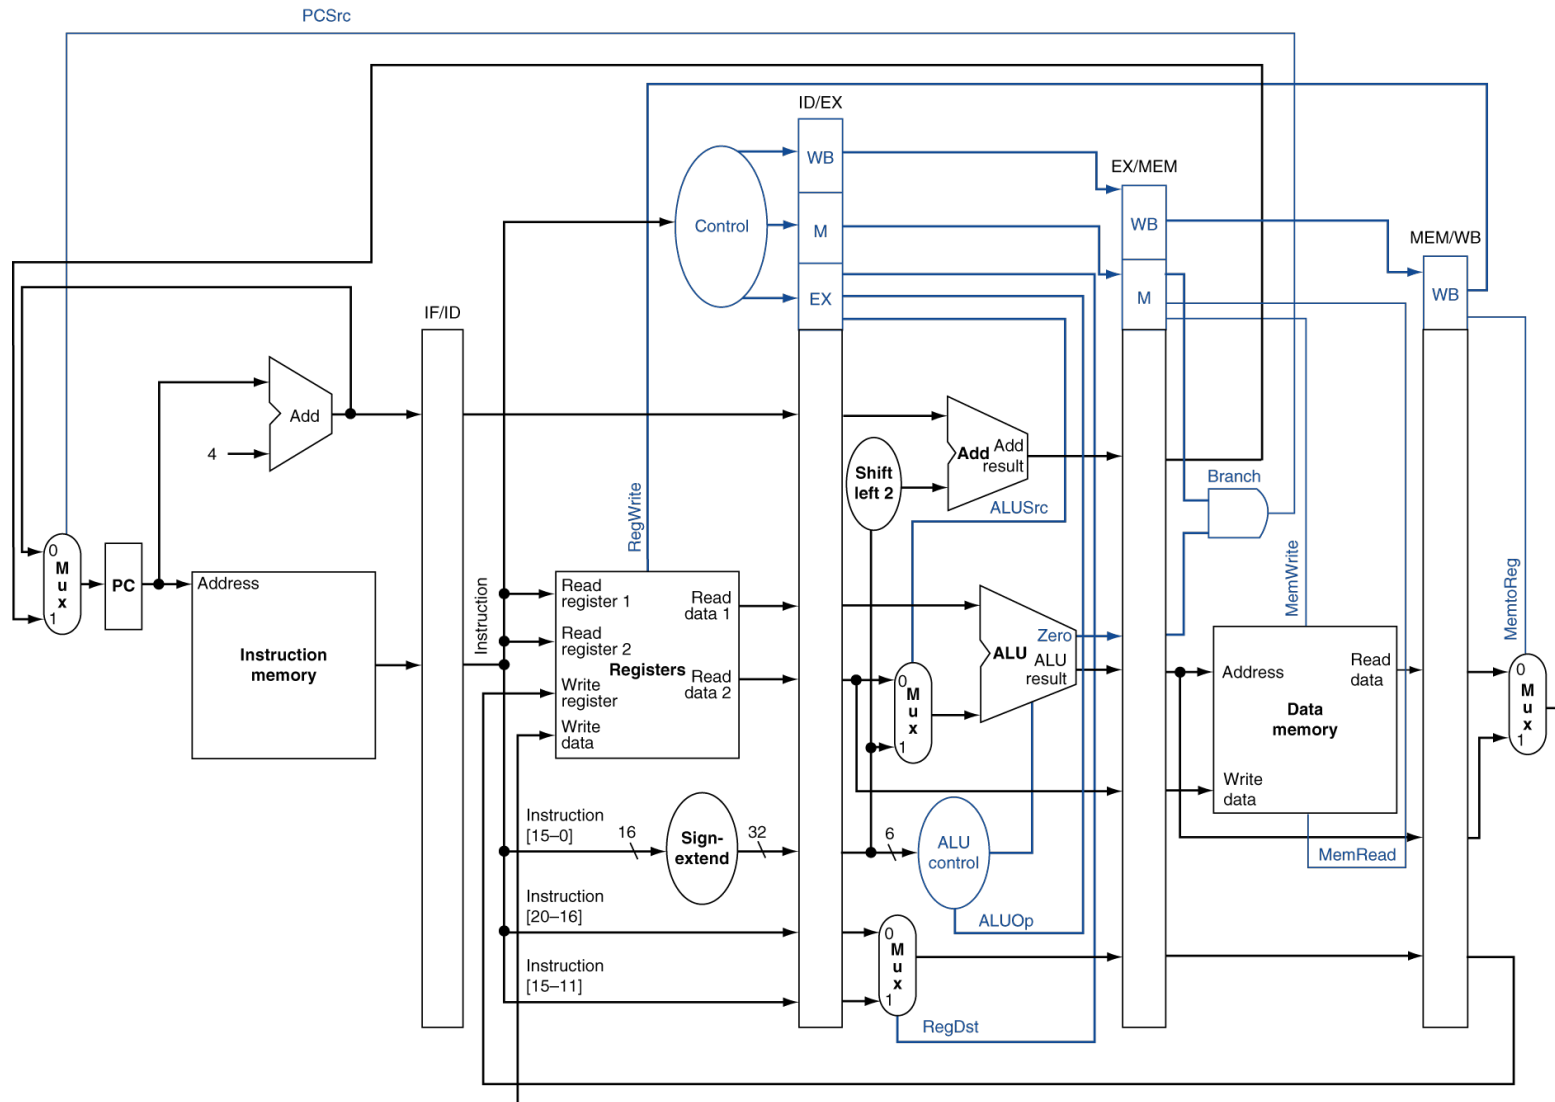 PCSrc
ID/EX
WB
EX/MEM
Control
M
WB
MEM/WB
EX
M
WB
IF/ID
Add
4
Add
Add
result
Shift
left 2
Branch
ALUSrc
RegWrite
MemWrite
MemtoReg
0
M
u
x
1
PC
Address
Instruction
memory
Instruction
Read
register 1
Read
register 2
Write
register
Write
data
Registers
Read
data 1
Read
data 2
0
M
u
x
1
Zero
ALU
ALU
result
Address
Read
data
Data
memory
Write
data
0
M
u
x
1
MemRead
Instruction
[15–0]
16
Sign-
extend
32
6
ALU
control
ALUOp
Instruction
[20–16]
Instruction
[15–11]
0
M
u
x
1
RegDst